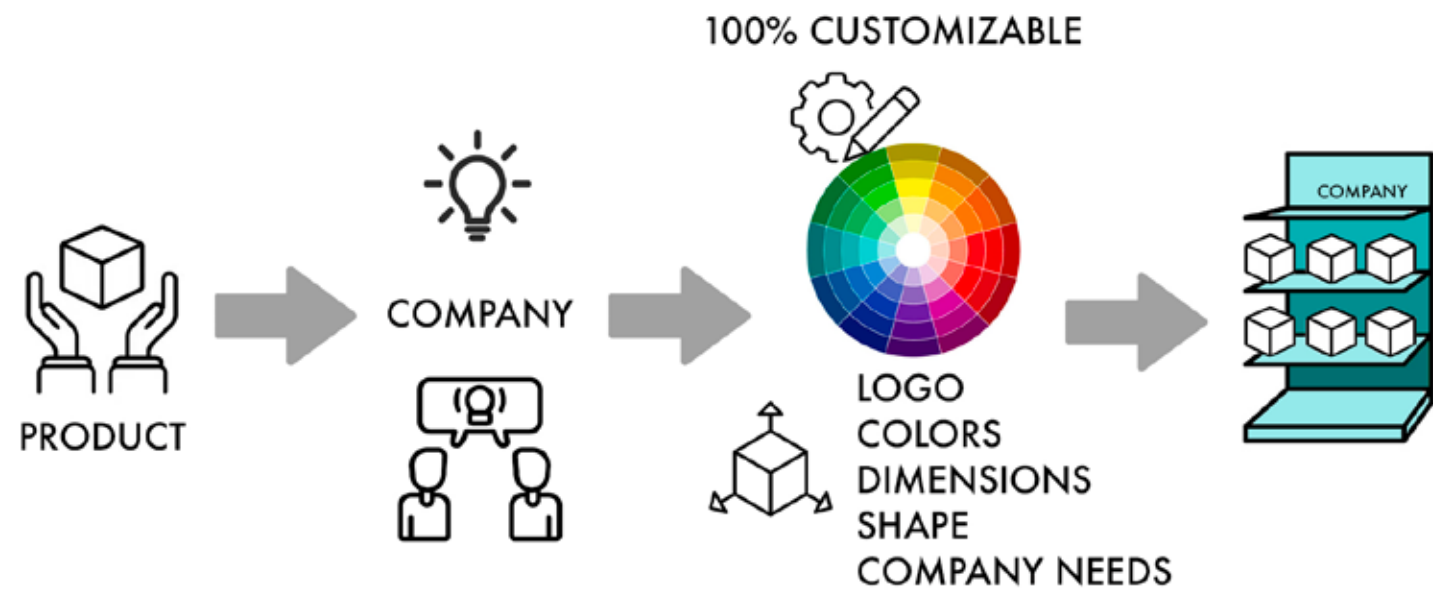 100% CUSTOMIZABLE
PRODUCT
COMPANY
LOGO
COLORS
DIMENSIONS
SHAPE
COMPANY NEEDS
COMPANY